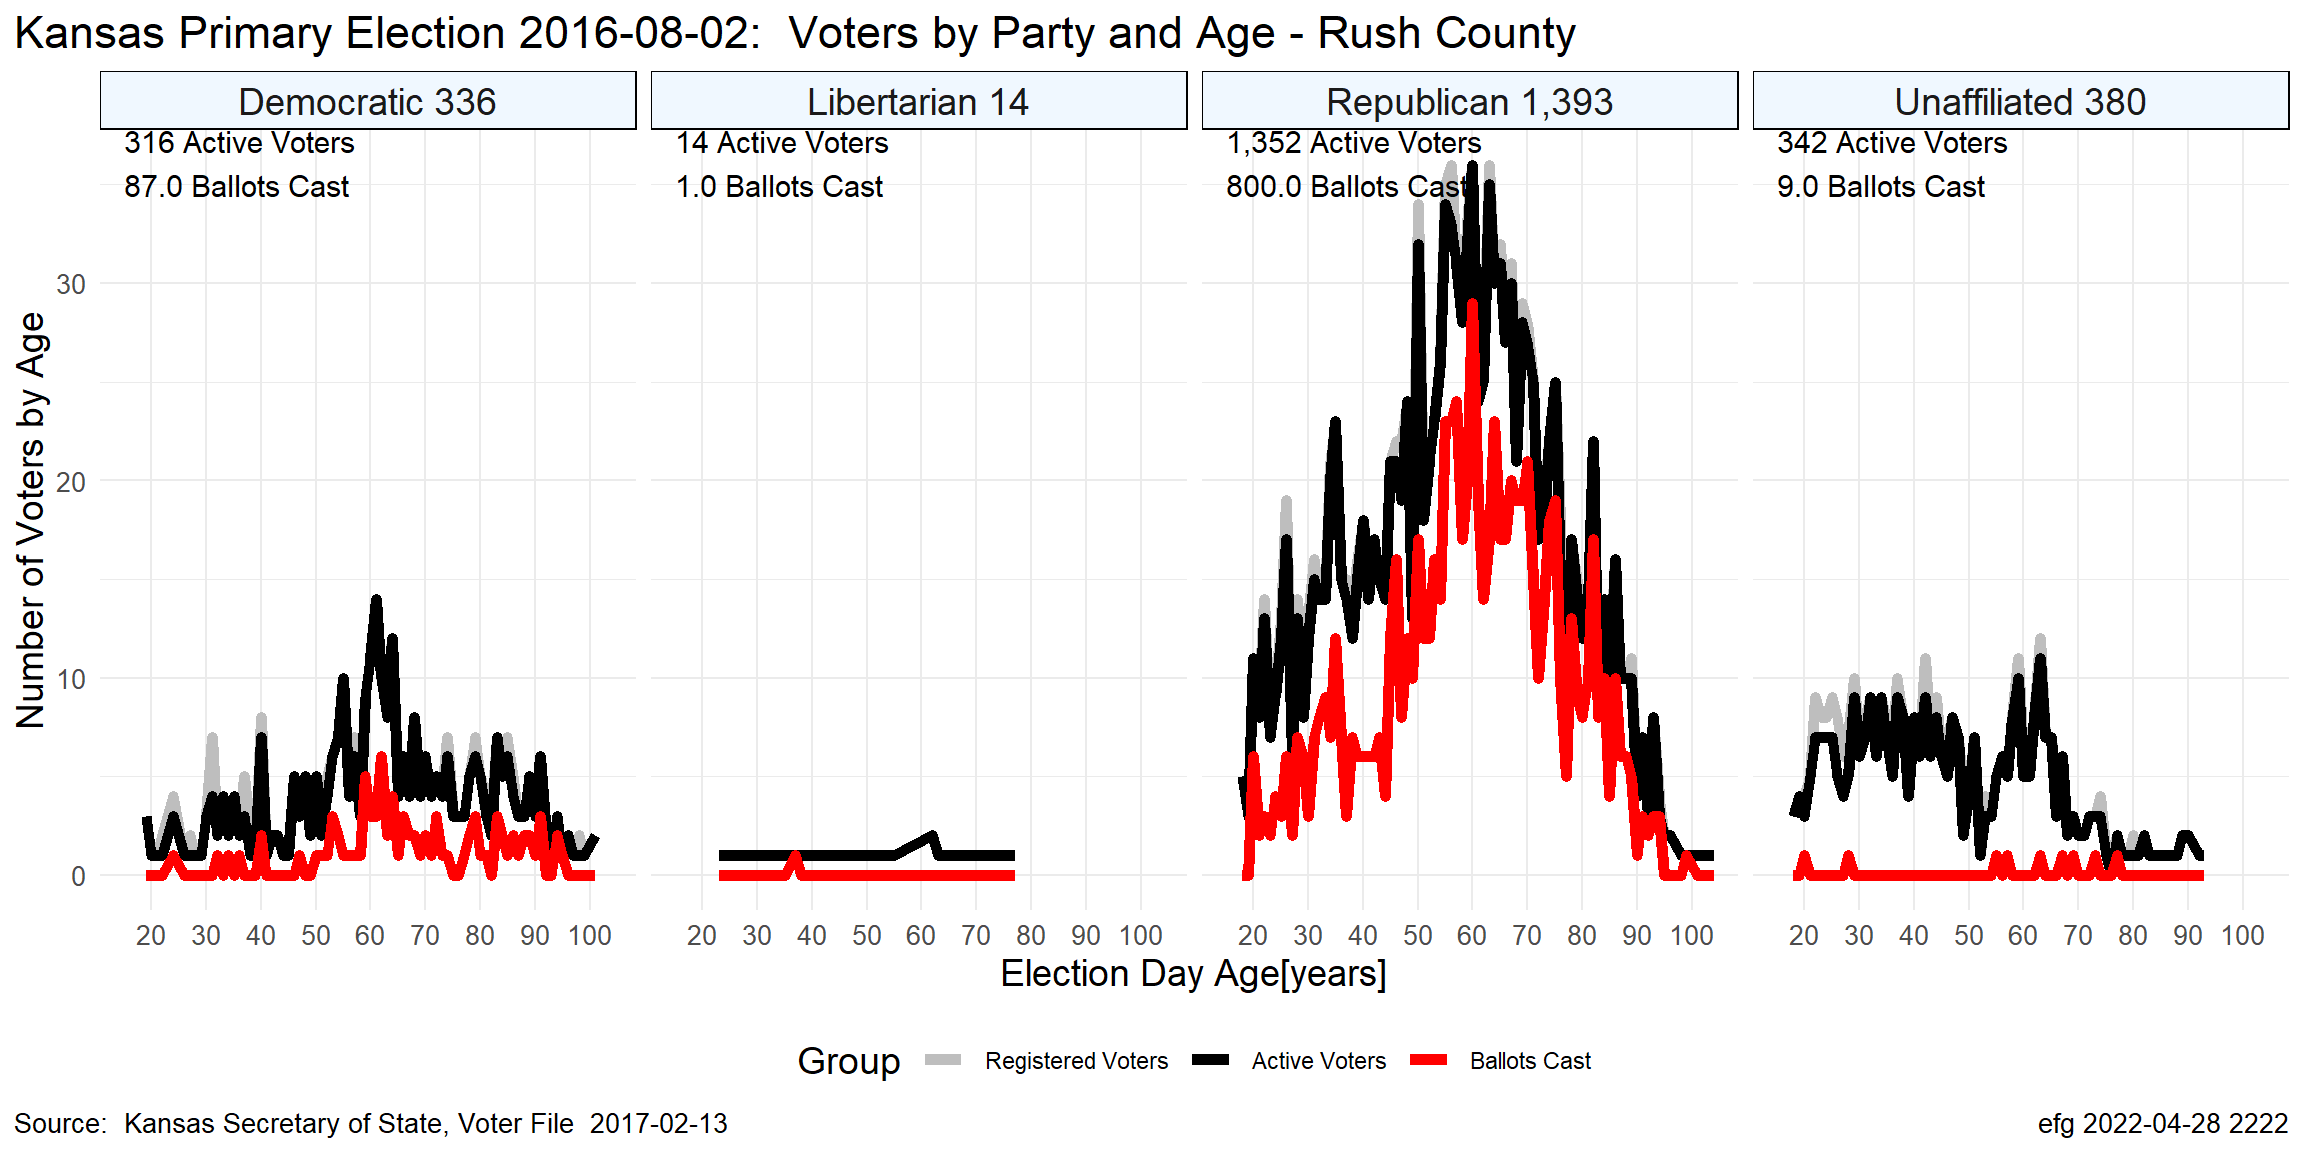 Kansas Primary Election 2016-08-02:  Voters by Party and Age - Rush County
Democratic 336
Libertarian 14
Republican 1,393
Unaffiliated 380
316 Active Voters
87.0 Ballots Cast
14 Active Voters
1.0 Ballots Cast
1,352 Active Voters
800.0 Ballots Cast
342 Active Voters
9.0 Ballots Cast
Number of Voters by Age
30
20
10
0
20 30 40 50 60 70 80 90 100
20 30 40 50 60 70 80 90 100
20 30 40 50 60 70 80 90 100
20 30 40 50 60 70 80 90 100
Election Day Age[years]
Group Registered Voters Active Voters Ballots Cast
Source:  Kansas Secretary of State, Voter File  2017-02-13
efg 2022-04-28 2222